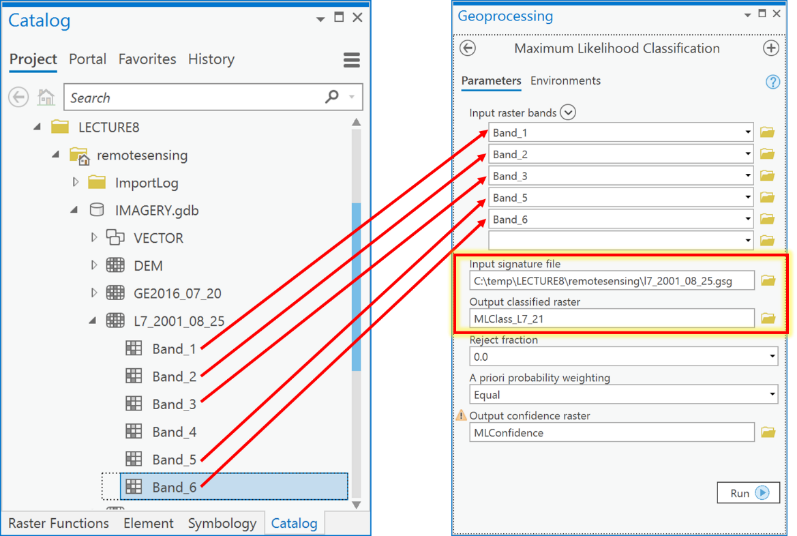 Catalog
Project Portal Favorites History
Search
LECTURE8
remotesensing
ImportLog
IMAGERY.gdb
VECTOR
DEM
GE2016_07_20
L7_2001_08_25
Band_1
Band_2
Band_3
Band_4
Band_5
Band_6
Raster Functions Element Symbology Catalog
Geoprocessing
Maximum Likelihood Classification
Parameters Environments
?
Input raster bands
Band_1
Band_2
Band_3
Band_5
Band_6
Input signature file
C:\temp\LECTURE8\remotesensing\l7_2001_08_25.gsg
Output classified raster
MLClass_L7_21
Reject fraction
0.0
A priori probability weighting
Equal
Output confidence raster
MLConfidence
Run